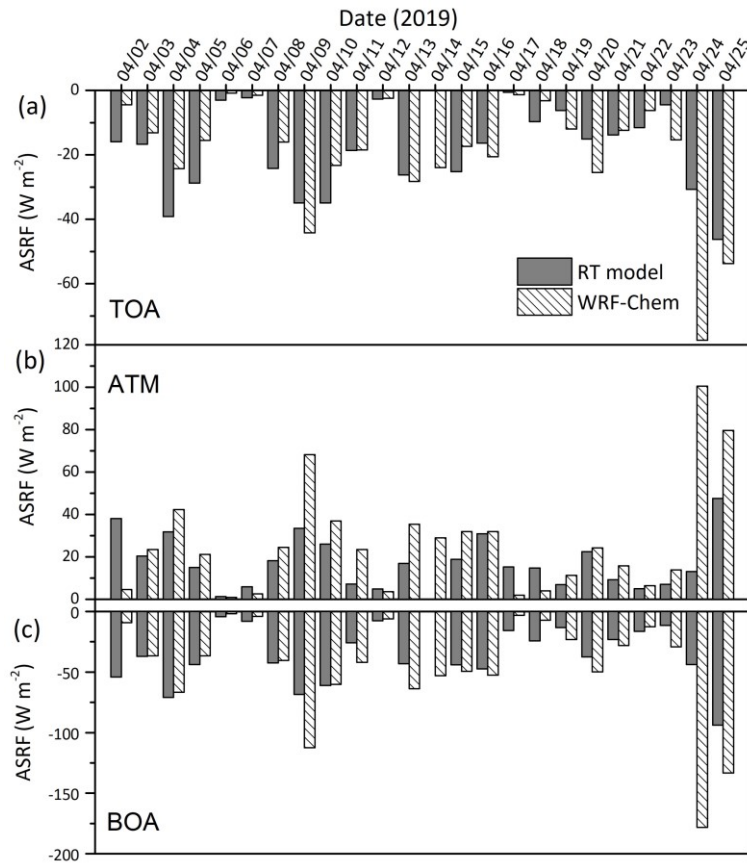 Date (2019)
04/02 04/03 04/04 04/05 04/06 04/07 04/08 04/09 04/10 04/11 04/12 04/13 04/14 04/15 04/16 04/17 04/18 04/19 04/20 04/21 04/22 04/23 04/24 04/25
(a)
0
-20
-40
-60
ASRF (W m⁻²)
RT model
WRF-Chem
TOA
(b)
120
100
80
60
40
20
0
ASRF (W m⁻²)
ATM
(c)
0
-50
-100
-150
-200
ASRF (W m⁻²)
BOA